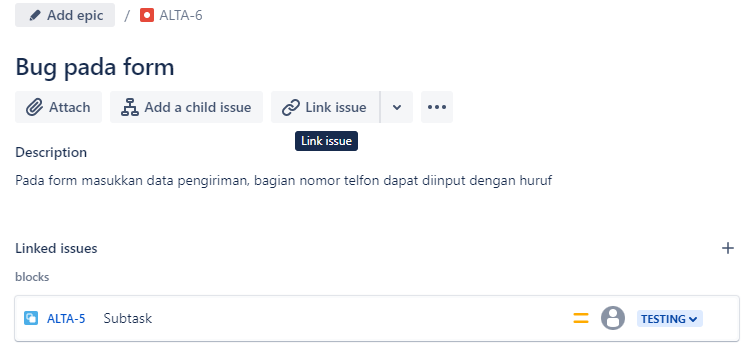 Add epic / ALTA-6
Bug pada form
Attach Add a child issue Link issue
Link issue
Description
Pada form masukkan data pengiriman, bagian nomor telfon dapat diinput dengan huruf
Linked issues
blocks
ALTA-5 Subtask TESTING